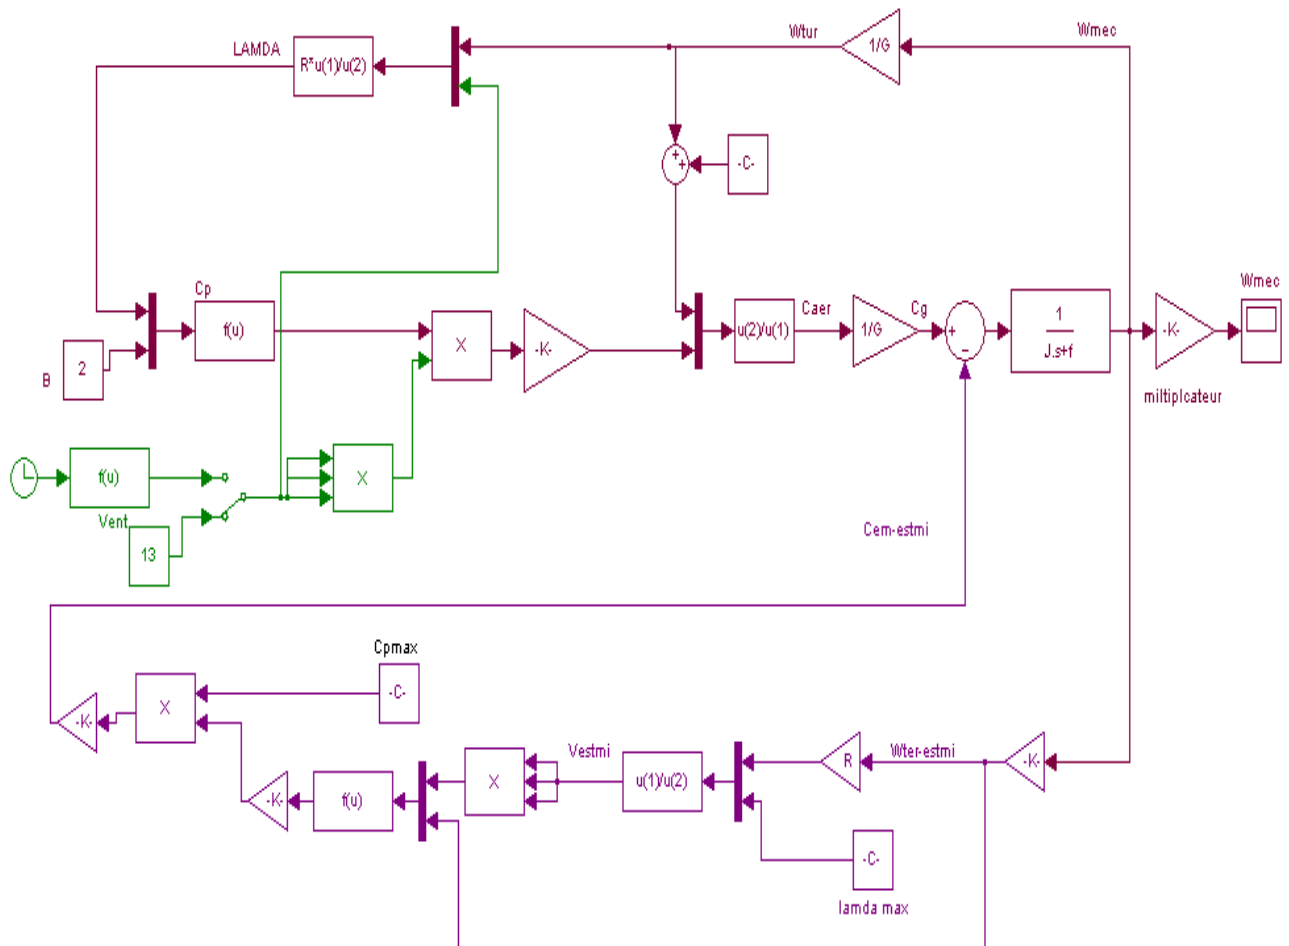 Wtur
Wmec
LAMDA
R*u(1)/u(2)
1/G
+
+
-C-
Cp
f(u)
B
2
X
-K-
u(2)/u(1)
Caer
1/G
Cg
+
-
1
J.s+f
-K-
Wmec
miltiplcateur
f(u)
Vent
13
X
Cem-estmi
Cpmax
-C-
X
-K-
-K-
f(u)
X
Vestmi
u(1)/u(2)
R
Wter-estmi
-K-
-C-
lamda max